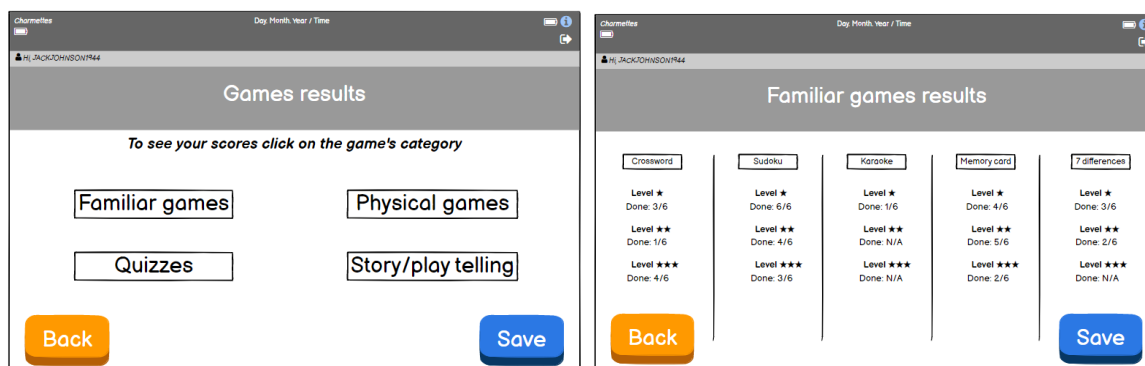 Charmettes
Day, Month, Year / Time
Hi, JACKJOHNSON1944
Games results
To see your scores click on the game's category
Familiar games
Physical games
Quizzes
Story/play telling
Back
Save
Charmettes
Day, Month, Year / Time
Hi, JACKJOHNSON1944
Familiar games results
Crossword
Level ★
Done: 3/6
Level ★★
Done: 1/6
Level ★★★
Done: 4/6
Sudoku
Level ★
Done: 6/6
Level ★★
Done: 4/6
Level ★★★
Done: 3/6
Karaoke
Level ★
Done: 1/6
Level ★★
Done: N/A
Level ★★★
Done: N/A
Memory card
Level ★
Done: 4/6
Level ★★
Done: 5/6
Level ★★★
Done: 2/6
7 differences
Level ★
Done: 3/6
Level ★★
Done: 2/6
Level ★★★
Done: N/A
Back
Save